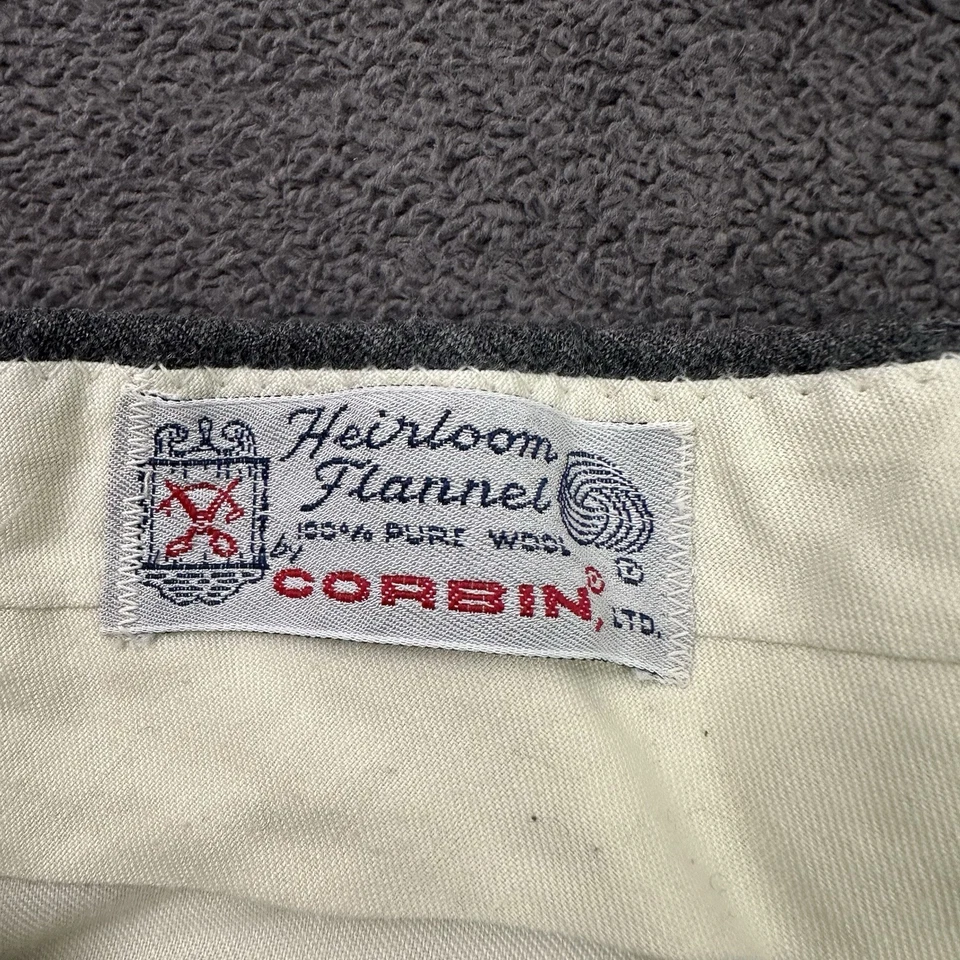 Heirloom
Flannel
100% PURE WOOL
by CORBIN®, LTD.